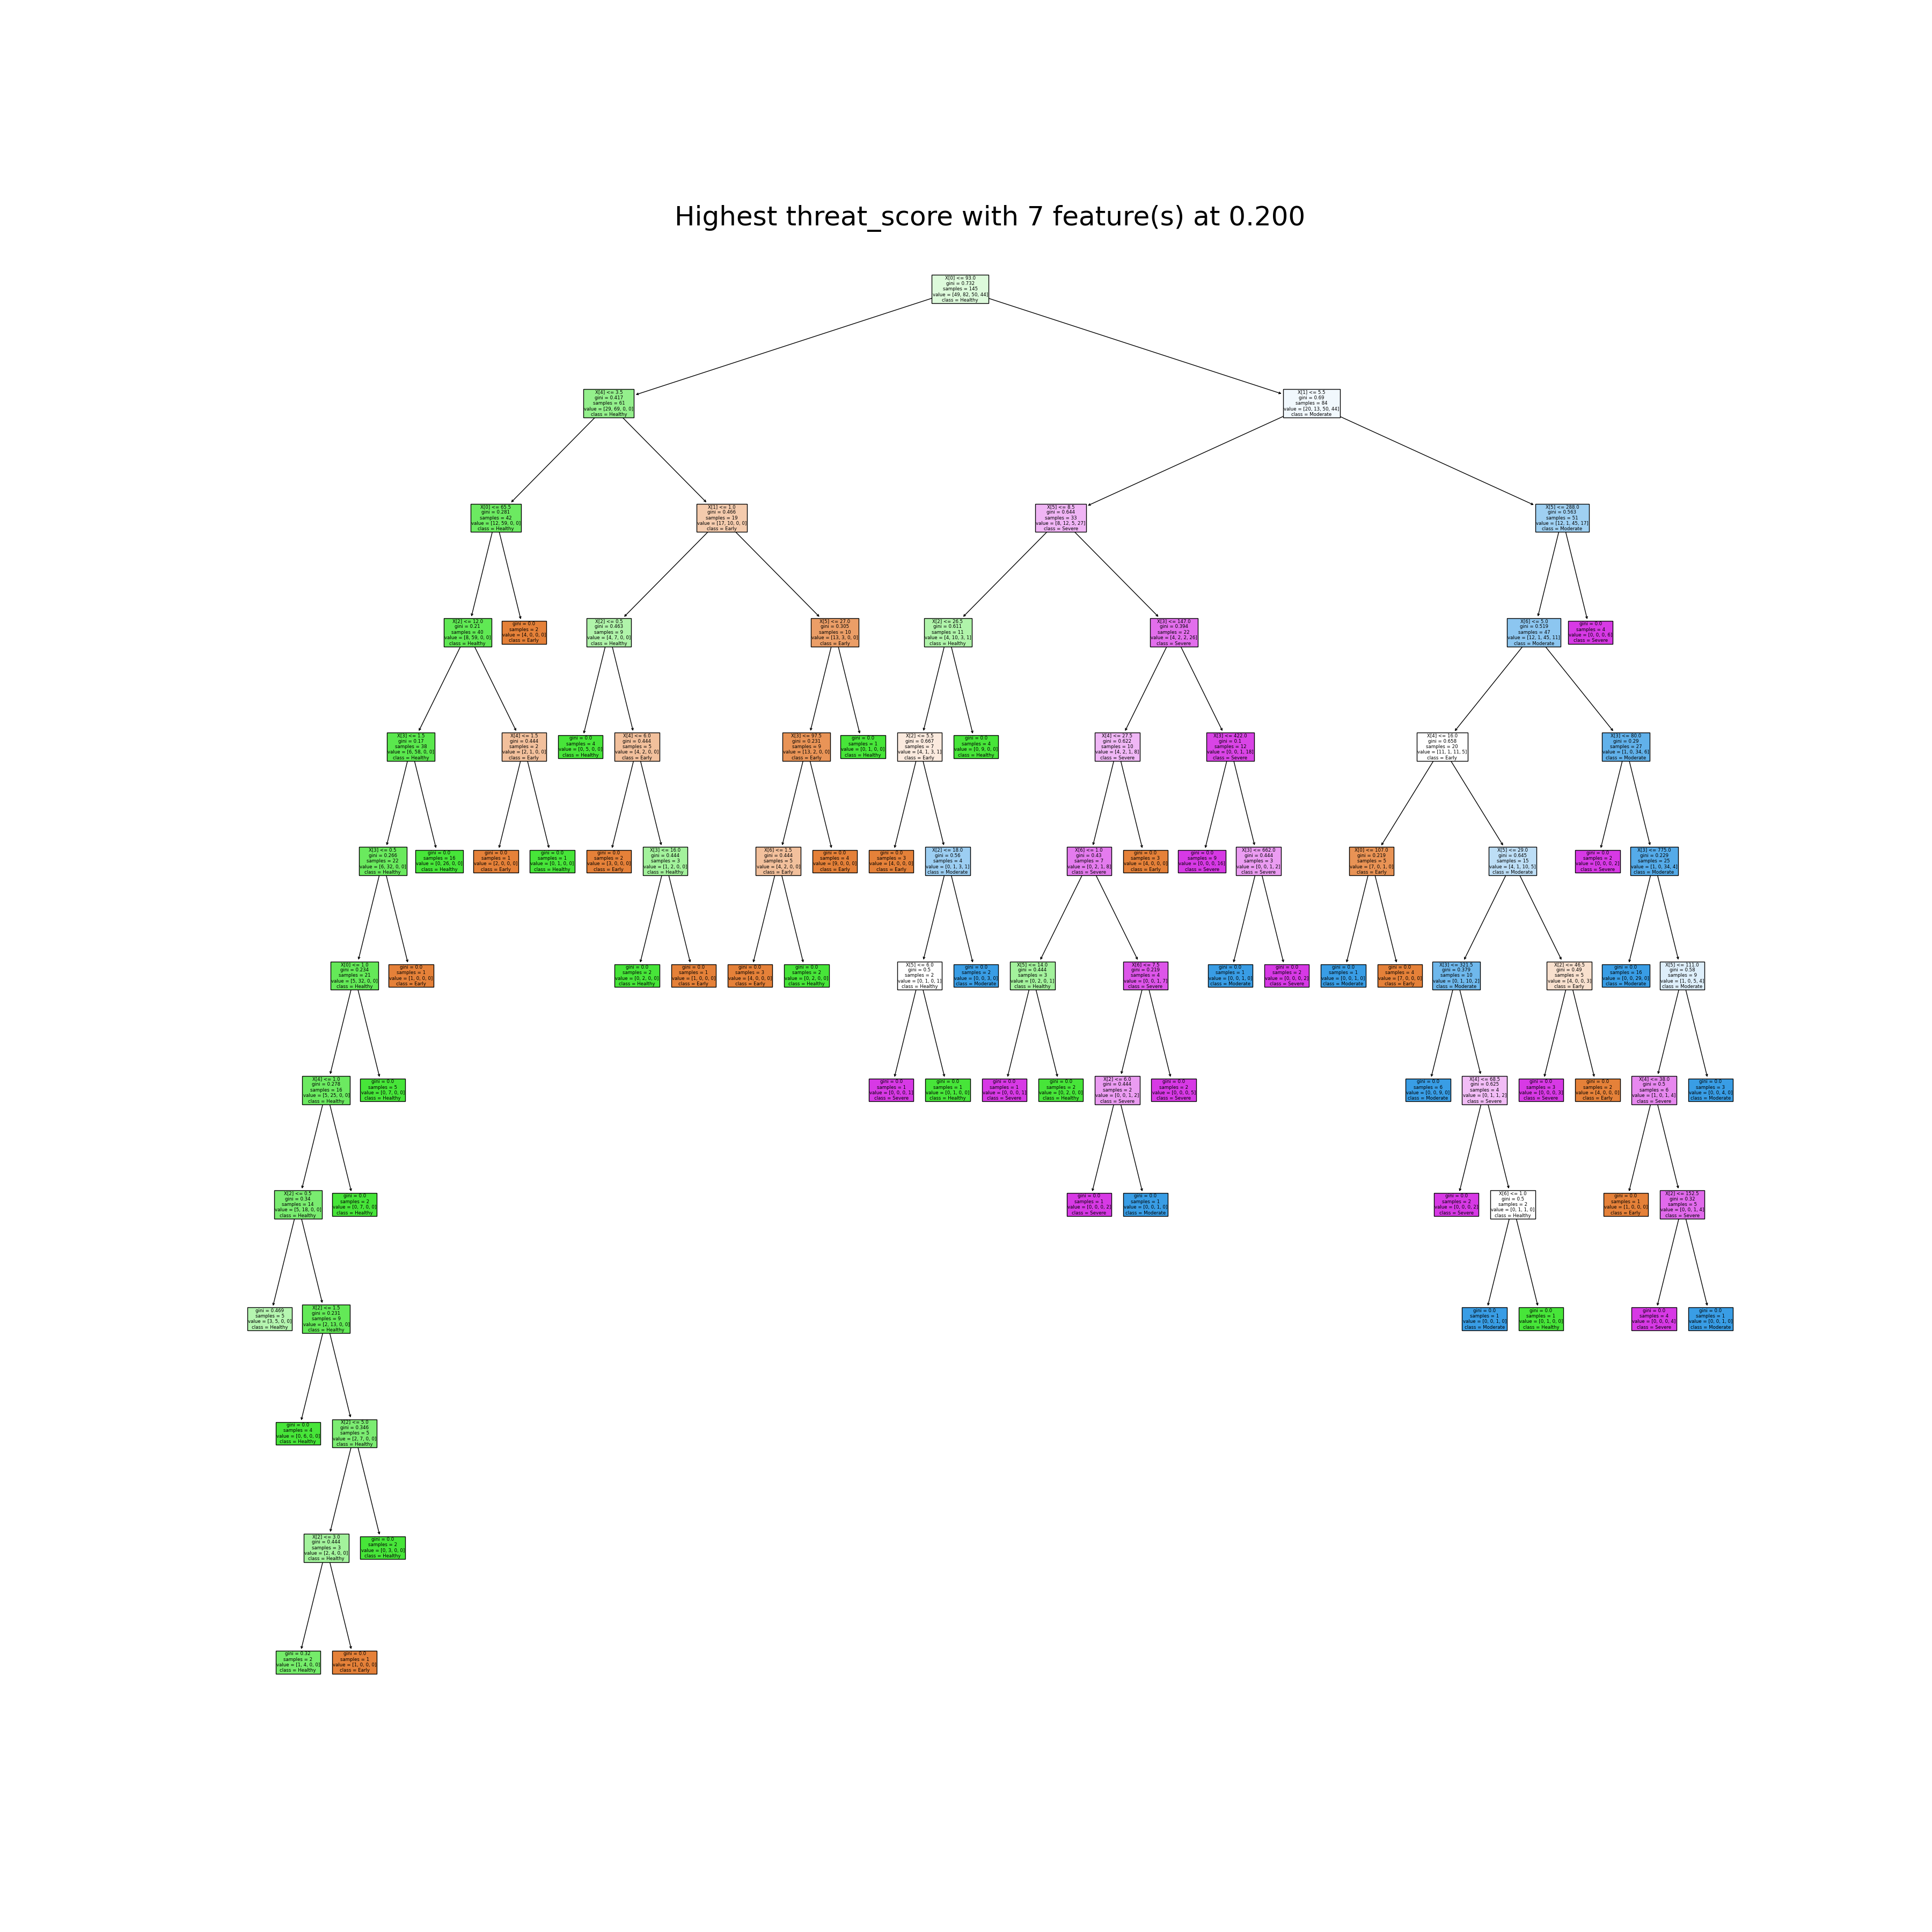 Highest threat_score with 7 feature(s) at 0.200
X[0] <= 93.0
gini = 0.732
samples = 145
value = [49, 82, 50, 44]
class = Healthy
X[4] <= 3.5
gini = 0.417
samples = 61
value = [29, 69, 0, 0]
class = Healthy
X[1] <= 5.5
gini = 0.69
samples = 84
value = [20, 13, 50, 44]
class = Moderate
X[0] <= 65.5
gini = 0.281
samples = 42
value = [12, 59, 0, 0]
class = Healthy
X[1] <= 1.0
gini = 0.466
samples = 19
value = [17, 10, 0, 0]
class = Early
X[5] <= 8.5
gini = 0.644
samples = 33
value = [8, 12, 5, 27]
class = Severe
X[5] <= 288.0
gini = 0.563
samples = 51
value = [12, 1, 45, 17]
class = Moderate
X[2] <= 12.0
gini = 0.21
samples = 40
value = [8, 59, 0, 0]
class = Healthy
gini = 0.0
samples = 2
value = [4, 0, 0, 0]
class = Early
X[2] <= 0.5
gini = 0.463
samples = 9
value = [4, 7, 0, 0]
class = Healthy
X[5] <= 27.0
gini = 0.305
samples = 10
value = [13, 3, 0, 0]
class = Early
X[2] <= 26.5
gini = 0.611
samples = 11
value = [4, 10, 3, 1]
class = Healthy
X[3] <= 147.0
gini = 0.394
samples = 22
value = [4, 2, 2, 26]
class = Severe
X[6] <= 5.0
gini = 0.519
samples = 47
value = [12, 1, 45, 11]
class = Moderate
gini = 0.0
samples = 4
value = [0, 0, 0, 6]
class = Severe
X[3] <= 1.5
gini = 0.17
samples = 38
value = [6, 58, 0, 0]
class = Healthy
X[4] <= 1.5
gini = 0.444
samples = 2
value = [2, 1, 0, 0]
class = Early
gini = 0.0
samples = 4
value = [0, 5, 0, 0]
class = Healthy
X[4] <= 6.0
gini = 0.444
samples = 5
value = [4, 2, 0, 0]
class = Early
X[3] <= 97.5
gini = 0.231
samples = 9
value = [13, 2, 0, 0]
class = Early
gini = 0.0
samples = 1
value = [0, 1, 0, 0]
class = Healthy
X[2] <= 5.5
gini = 0.667
samples = 7
value = [4, 1, 3, 1]
class = Early
gini = 0.0
samples = 4
value = [0, 9, 0, 0]
class = Healthy
X[4] <= 27.5
gini = 0.622
samples = 10
value = [4, 2, 1, 8]
class = Severe
X[3] <= 422.0
gini = 0.1
samples = 12
value = [0, 0, 1, 18]
class = Severe
X[4] <= 16.0
gini = 0.658
samples = 20
value = [11, 1, 11, 5]
class = Early
X[3] <= 80.0
gini = 0.29
samples = 27
value = [1, 0, 34, 6]
class = Moderate
X[3] <= 0.5
gini = 0.266
samples = 22
value = [6, 32, 0, 0]
class = Healthy
gini = 0.0
samples = 16
value = [0, 26, 0, 0]
class = Healthy
gini = 0.0
samples = 1
value = [2, 0, 0, 0]
class = Early
gini = 0.0
samples = 1
value = [0, 1, 0, 0]
class = Healthy
gini = 0.0
samples = 2
value = [3, 0, 0, 0]
class = Early
X[3] <= 16.0
gini = 0.444
samples = 3
value = [1, 2, 0, 0]
class = Healthy
X[6] <= 1.5
gini = 0.444
samples = 5
value = [4, 2, 0, 0]
class = Early
gini = 0.0
samples = 4
value = [9, 0, 0, 0]
class = Early
gini = 0.0
samples = 3
value = [4, 0, 0, 0]
class = Early
X[2] <= 18.0
gini = 0.56
samples = 4
value = [0, 1, 3, 1]
class = Moderate
X[6] <= 1.0
gini = 0.43
samples = 7
value = [0, 2, 1, 8]
class = Severe
gini = 0.0
samples = 3
value = [4, 0, 0, 0]
class = Early
gini = 0.0
samples = 9
value = [0, 0, 0, 16]
class = Severe
X[3] <= 662.0
gini = 0.444
samples = 3
value = [0, 0, 1, 2]
class = Severe
X[0] <= 107.0
gini = 0.219
samples = 5
value = [7, 0, 1, 0]
class = Early
X[5] <= 29.0
gini = 0.645
samples = 15
value = [4, 1, 10, 5]
class = Moderate
gini = 0.0
samples = 2
value = [0, 0, 0, 2]
class = Severe
X[3] <= 775.0
gini = 0.229
samples = 25
value = [1, 0, 34, 4]
class = Moderate
X[0] <= 1.0
gini = 0.234
samples = 21
value = [5, 32, 0, 0]
class = Healthy
gini = 0.0
samples = 1
value = [1, 0, 0, 0]
class = Early
gini = 0.0
samples = 2
value = [0, 2, 0, 0]
class = Healthy
gini = 0.0
samples = 1
value = [1, 0, 0, 0]
class = Early
gini = 0.0
samples = 3
value = [4, 0, 0, 0]
class = Early
gini = 0.0
samples = 2
value = [0, 2, 0, 0]
class = Healthy
X[5] <= 6.0
gini = 0.5
samples = 2
value = [0, 1, 0, 1]
class = Healthy
gini = 0.0
samples = 2
value = [0, 0, 3, 0]
class = Moderate
X[5] <= 14.0
gini = 0.444
samples = 3
value = [0, 2, 0, 1]
class = Healthy
X[6] <= 7.5
gini = 0.219
samples = 4
value = [0, 0, 1, 7]
class = Severe
gini = 0.0
samples = 1
value = [0, 0, 1, 0]
class = Moderate
gini = 0.0
samples = 2
value = [0, 0, 0, 2]
class = Severe
gini = 0.0
samples = 1
value = [0, 0, 1, 0]
class = Moderate
gini = 0.0
samples = 4
value = [7, 0, 0, 0]
class = Early
X[3] <= 321.5
gini = 0.379
samples = 10
value = [0, 1, 10, 2]
class = Moderate
X[2] <= 46.5
gini = 0.49
samples = 5
value = [4, 0, 0, 3]
class = Early
gini = 0.0
samples = 16
value = [0, 0, 29, 0]
class = Moderate
X[5] <= 111.0
gini = 0.58
samples = 9
value = [1, 0, 5, 4]
class = Moderate
X[4] <= 1.0
gini = 0.278
samples = 16
value = [5, 25, 0, 0]
class = Healthy
gini = 0.0
samples = 5
value = [0, 7, 0, 0]
class = Healthy
gini = 0.0
samples = 1
value = [0, 0, 0, 1]
class = Severe
gini = 0.0
samples = 1
value = [0, 1, 0, 0]
class = Healthy
gini = 0.0
samples = 1
value = [0, 0, 0, 1]
class = Severe
gini = 0.0
samples = 2
value = [0, 2, 0, 0]
class = Healthy
X[2] <= 6.0
gini = 0.444
samples = 2
value = [0, 0, 1, 2]
class = Severe
gini = 0.0
samples = 2
value = [0, 0, 0, 5]
class = Severe
gini = 0.0
samples = 6
value = [0, 0, 9, 0]
class = Moderate
X[4] <= 68.5
gini = 0.625
samples = 4
value = [0, 1, 1, 2]
class = Severe
gini = 0.0
samples = 3
value = [0, 0, 0, 3]
class = Severe
gini = 0.0
samples = 2
value = [4, 0, 0, 0]
class = Early
X[4] <= 38.0
gini = 0.5
samples = 6
value = [1, 0, 1, 4]
class = Severe
gini = 0.0
samples = 3
value = [0, 0, 4, 0]
class = Moderate
X[2] <= 0.5
gini = 0.34
samples = 14
value = [5, 18, 0, 0]
class = Healthy
gini = 0.0
samples = 2
value = [0, 7, 0, 0]
class = Healthy
gini = 0.0
samples = 1
value = [0, 0, 0, 2]
class = Severe
gini = 0.0
samples = 1
value = [0, 0, 1, 0]
class = Moderate
gini = 0.0
samples = 2
value = [0, 0, 0, 2]
class = Severe
X[6] <= 1.0
gini = 0.5
samples = 2
value = [0, 1, 1, 0]
class = Healthy
gini = 0.0
samples = 1
value = [1, 0, 0, 0]
class = Early
X[2] <= 152.5
gini = 0.32
samples = 5
value = [0, 0, 1, 4]
class = Severe
gini = 0.469
samples = 5
value = [3, 5, 0, 0]
class = Healthy
X[2] <= 1.5
gini = 0.231
samples = 9
value = [2, 13, 0, 0]
class = Healthy
gini = 0.0
samples = 1
value = [0, 0, 1, 0]
class = Moderate
gini = 0.0
samples = 1
value = [0, 1, 0, 0]
class = Healthy
gini = 0.0
samples = 4
value = [0, 0, 0, 4]
class = Severe
gini = 0.0
samples = 1
value = [0, 0, 1, 0]
class = Moderate
gini = 0.0
samples = 4
value = [0, 6, 0, 0]
class = Healthy
X[2] <= 5.0
gini = 0.346
samples = 5
value = [2, 7, 0, 0]
class = Healthy
X[2] <= 3.0
gini = 0.444
samples = 3
value = [2, 4, 0, 0]
class = Healthy
gini = 0.0
samples = 2
value = [0, 3, 0, 0]
class = Healthy
gini = 0.32
samples = 2
value = [1, 4, 0, 0]
class = Healthy
gini = 0.0
samples = 1
value = [1, 0, 0, 0]
class = Early